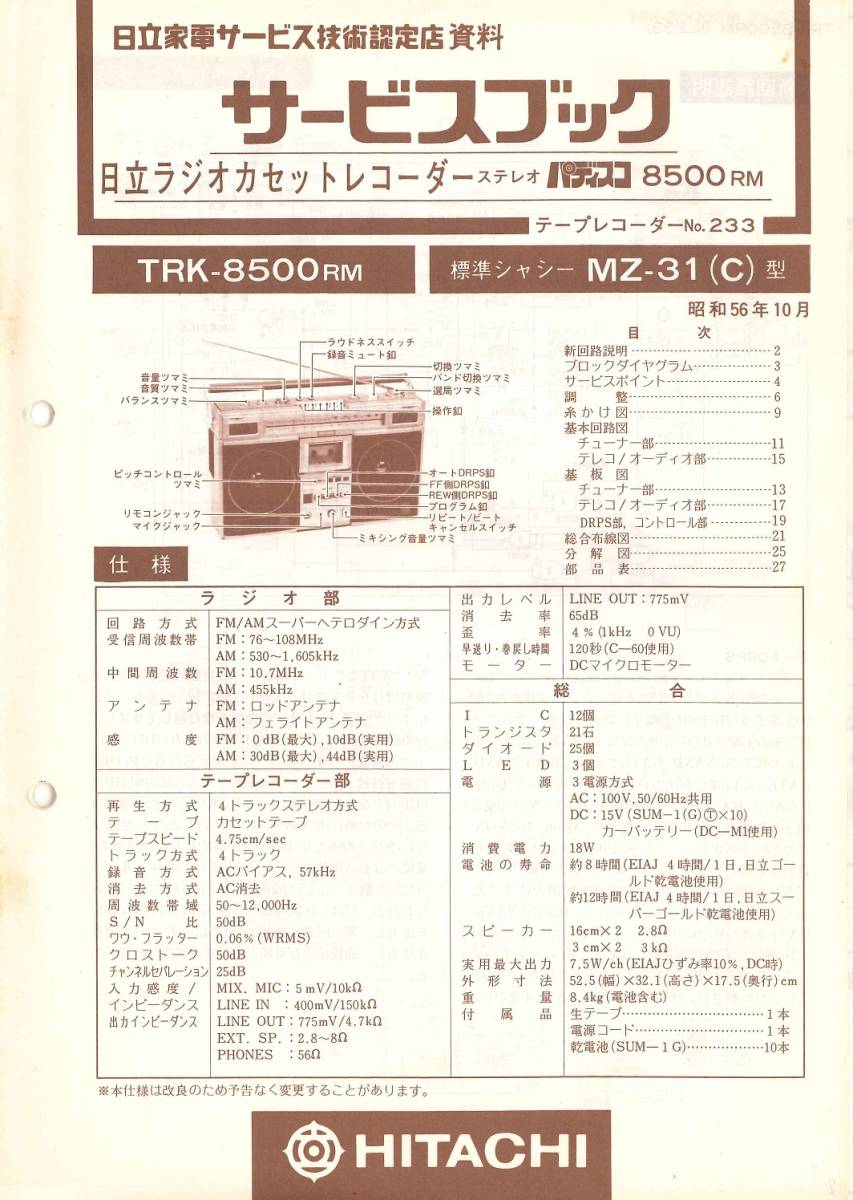 日立家電サービス技術認定店資料
サービスブック
日立ラジオカセットレコーダー ステレオ パディスコ 8500RM
テープレコーダーNo.233
TRK-8500RM
標準シャシー MZ-31(C)型
昭和56年10月
ラウドネススイッチ
録音ミュート釦
音量ツマミ
音質ツマミ
バランスツマミ
切換ツマミ
バンド切換ツマミ
選局ツマミ
操作釦
ピッチコントロール
ツマミ
リモコンジャック
マイクジャック
オートDRPS釦
FF側DRPS釦
REW側DRPS釦
プログラム釦
リピート/ビート
キャンセルスイッチ
ミキシング音量ツマミ
目 次
新回路説明 2
ブロックダイヤグラム 3
サービスポイント 4
調 整 6
糸かけ図 9
基本回路図
チューナー部 11
テレコ/オーディオ部 15
基板図
チューナー部 13
テレコ/オーディオ部 17
DRPS部,コントロール部 19
総合布線図 21
分解図 25
部品表 27
仕様
ラジオ部
回路方式 FM/AMスーパーヘテロダイン方式
受信周波数帯 FM:76~108MHz
AM:530~1,605kHz
中間周波数 FM:10.7MHz
AM:455kHz
アンテナ FM:ロッドアンテナ
AM:フェライトアンテナ
感度 FM:0dB(最大),10dB(実用)
AM:30dB(最大),44dB(実用)
テープレコーダー部
再生方式 4トラックステレオ方式
テープ カセットテープ
テープスピード 4.75cm/sec
トラック方式 4トラック
録音方式 ACバイアス,57kHz
消去方式 AC消去
周波数帯域 50~12,000Hz
S/N比 50dB
ワウ・フラッター 0.06%(WRMS)
クロストーク 50dB
チャンネルセパレーション 25dB
入力感度/ MIX. MIC:5mV/10kΩ
インピーダンス LINE IN:400mV/150kΩ
出力インピーダンス LINE OUT:775mV/4.7kΩ
EXT. SP.:2.8~8Ω
PHONES:56Ω
出力レベル LINE OUT:775mV
消去率 65dB
歪率 4%(1kHz 0VU)
早送り・巻戻し時間 120秒(C-60使用)
モーター DCマイクロモーター
総合
IC 12個
トランジスタ 21石
ダイオード 25個
LED 3個
電源 3電源方式
AC:100V,50/60Hz共用
DC:15V(SUM-1(G)Ⓣ×10)
カーバッテリー(DC-M1使用)
消費電力 18W
電池の寿命 約8時間(EIAJ 4時間/1日,日立ゴー
ルド乾電池使用)
約12時間(EIAJ 4時間/1日,日立スー
パーゴールド乾電池使用)
スピーカー 16cm×2 2.8Ω
3cm×2 3kΩ
実用最大出力 7.5W/ch(EIAJひずみ率10%,DC時)
外形寸法 52.5(幅)×32.1(高さ)×17.5(奥行)cm
重量 8.4kg(電池含む)
付属品 生テープ 1本
電源コード 1本
乾電池(SUM-1G) 10本
※本仕様は改良のため予告なく変更することがあります。
HITACHI